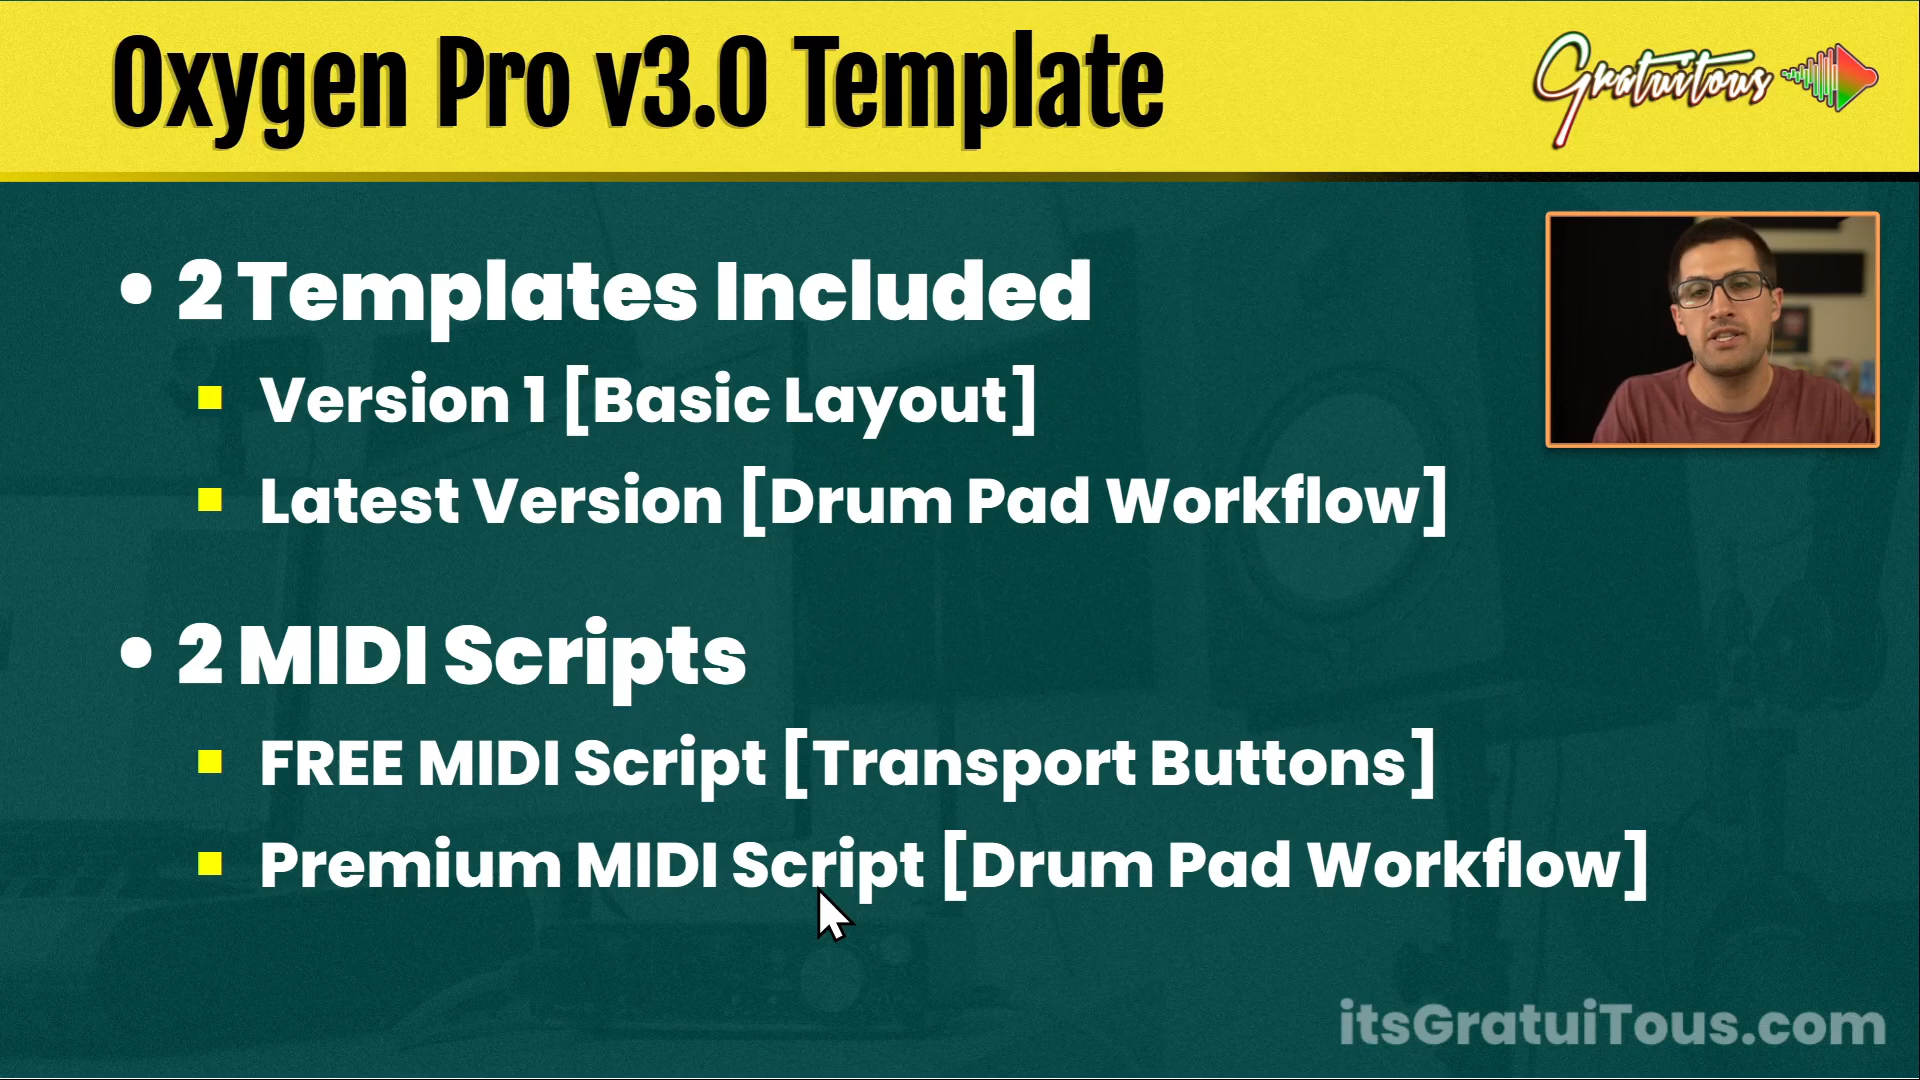 Oxygen Pro v3.0 Template
Gratuitous
• 2 Templates Included
▪ Version 1 [Basic Layout]
▪ Latest Version [Drum Pad Workflow]
• 2 MIDI Scripts
▪ FREE MIDI Script [Transport Buttons]
▪ Premium MIDI Script [Drum Pad Workflow]
itsGratuiTous.com